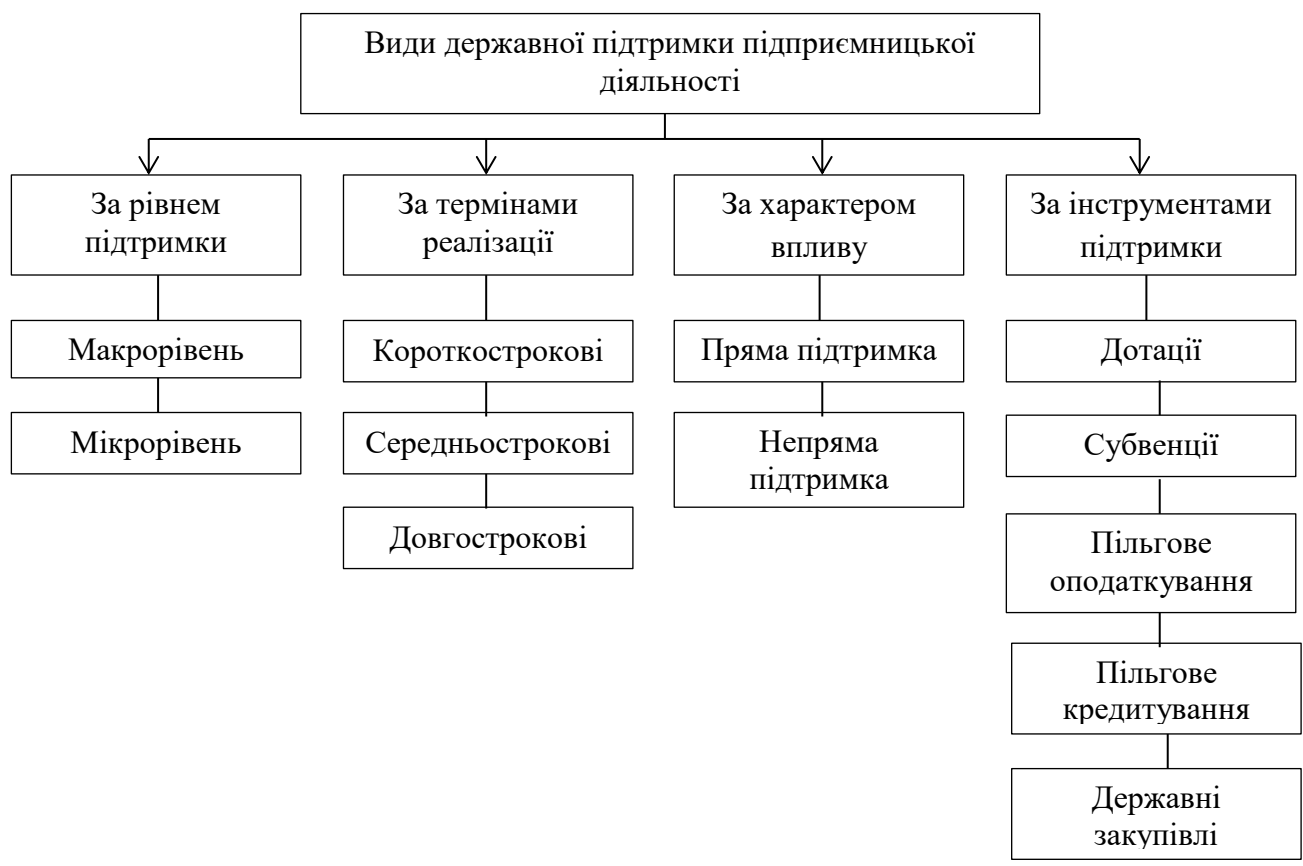 Види державної підтримки підприємницької
діяльності
За рівнем
підтримки
За термінами
реалізації
За характером
впливу
За інструментами
підтримки
Макрорівень
Короткострокові
Пряма підтримка
Дотації
Мікрорівень
Середньострокові
Непряма
підтримка
Субвенції
Довгострокові
Пільгове
оподаткування
Пільгове
кредитування
Державні
закупівлі